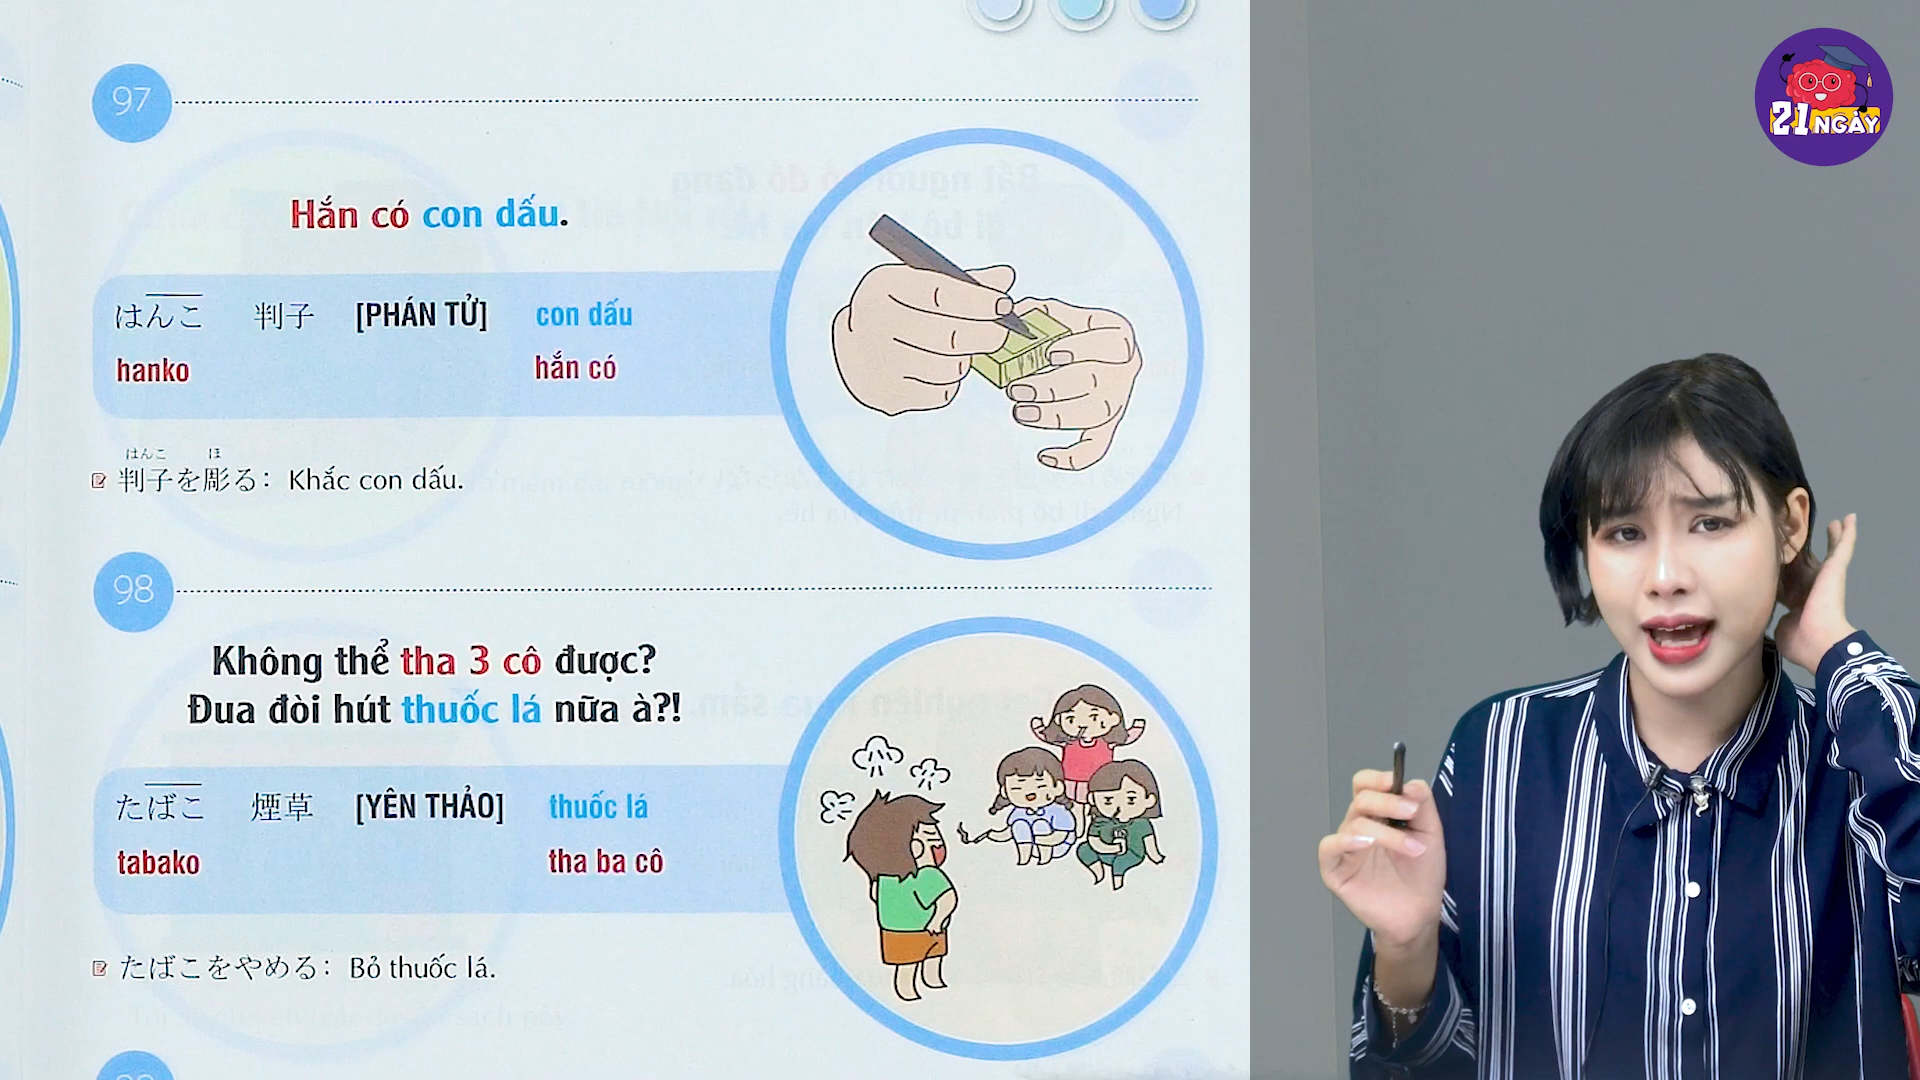 97
Hắn có con dấu.
はんこ 判子 [PHÁN TỬ] con dấu
hanko hắn có
はんこ ほ
判子を彫る: Khắc con dấu.
98
Không thể tha 3 cô được?
Đua đòi hút thuốc lá nữa à?!
たばこ 煙草 [YÊN THẢO] thuốc lá
tabako tha ba cô
たばこをやめる: Bỏ thuốc lá.
21 NGÀY